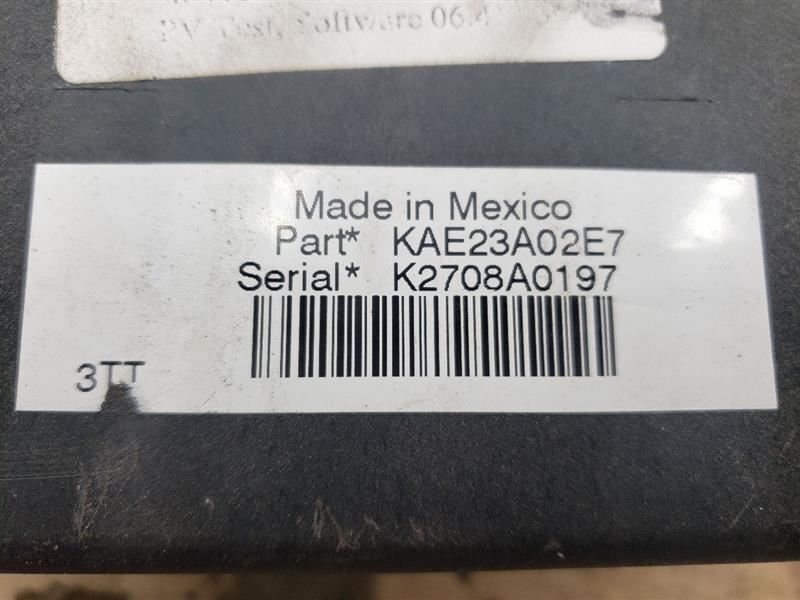 PV Test, Software 06.
Made in Mexico
Part* KAE23A02E7
Serial* K2708A0197
3TT